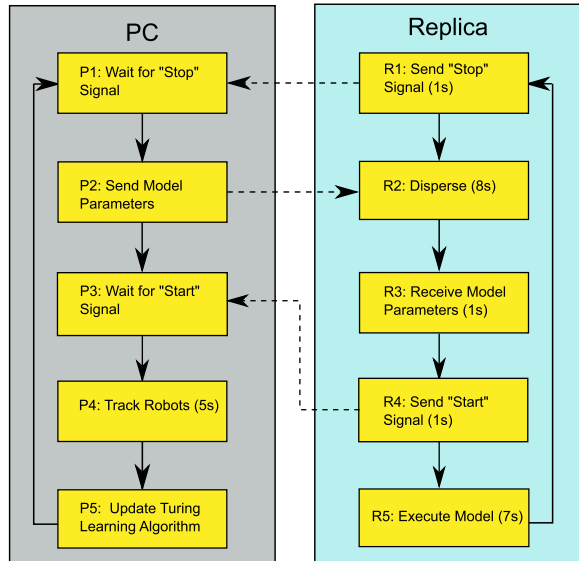 PC
P1: Wait for "Stop"
Signal
P2: Send Model
Parameters
P3: Wait for "Start"
Signal
P4: Track Robots (5s)
P5: Update Turing
Learning Algorithm
Replica
R1: Send "Stop"
Signal (1s)
R2: Disperse (8s)
R3: Receive Model
Parameters (1s)
R4: Send "Start"
Signal (1s)
R5: Execute Model (7s)